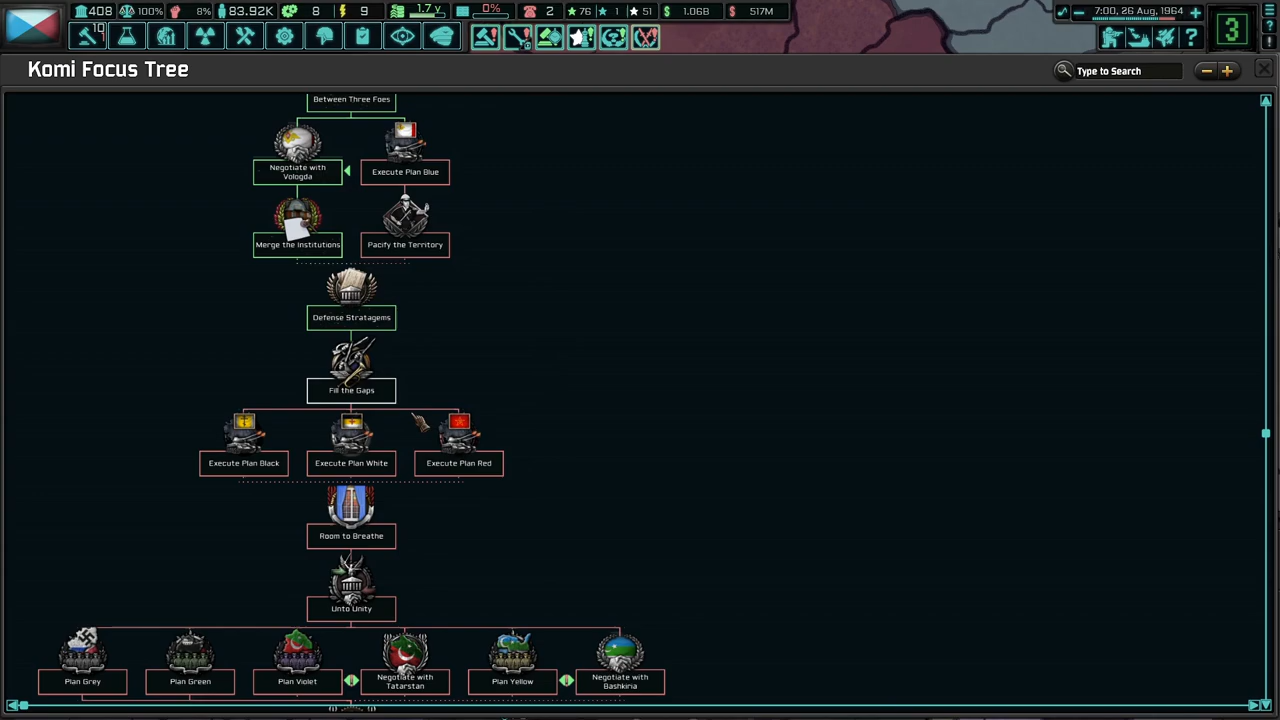 408 100% 8% 83.92K 8 9 1.7 y 0% 2 76 1 51 $ 1.06B $ 517M
7:00, 26 Aug, 1964
10
3
Komi Focus Tree
Type to Search
Between Three Foes
Negotiate with
Vologda
Execute Plan Blue
Merge the Institutions
Pacify the Territory
Defense Stratagems
Fill the Gaps
Execute Plan Black
Execute Plan White
Execute Plan Red
Room to Breathe
Unto Unity
Plan Grey
Plan Green
Plan Violet
Negotiate with
Tatarstan
Plan Yellow
Negotiate with
Bashkiria